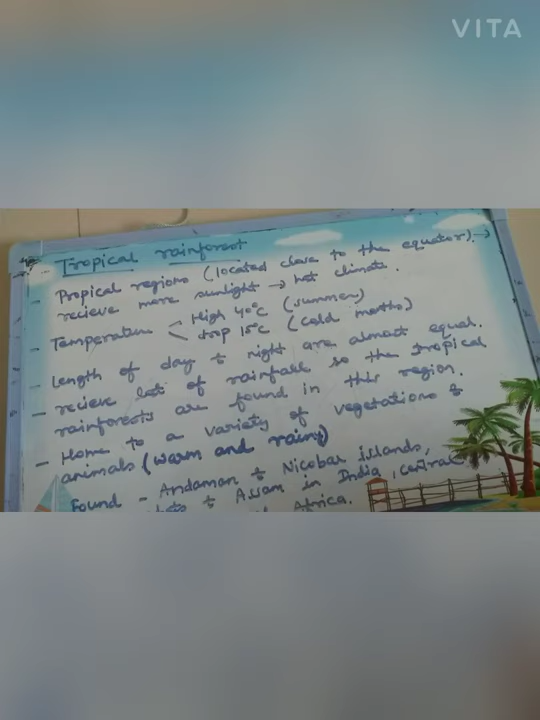 VITA
- Tropical rainforest
- Tropical regions (located close to the equator). →
recieve more sunlight → hot climate.
- Temperature < High 40°C (summer)
drop 15°C (cold months)
Length of day & night are almost equal.
- recieve lot of rainfall so the tropical
rainforests are found in this region.
- Home to a variety of vegetations &
animals (warm and rainy)
Found - Andaman & Nicobar islands,
& Assam in India, central
Africa.